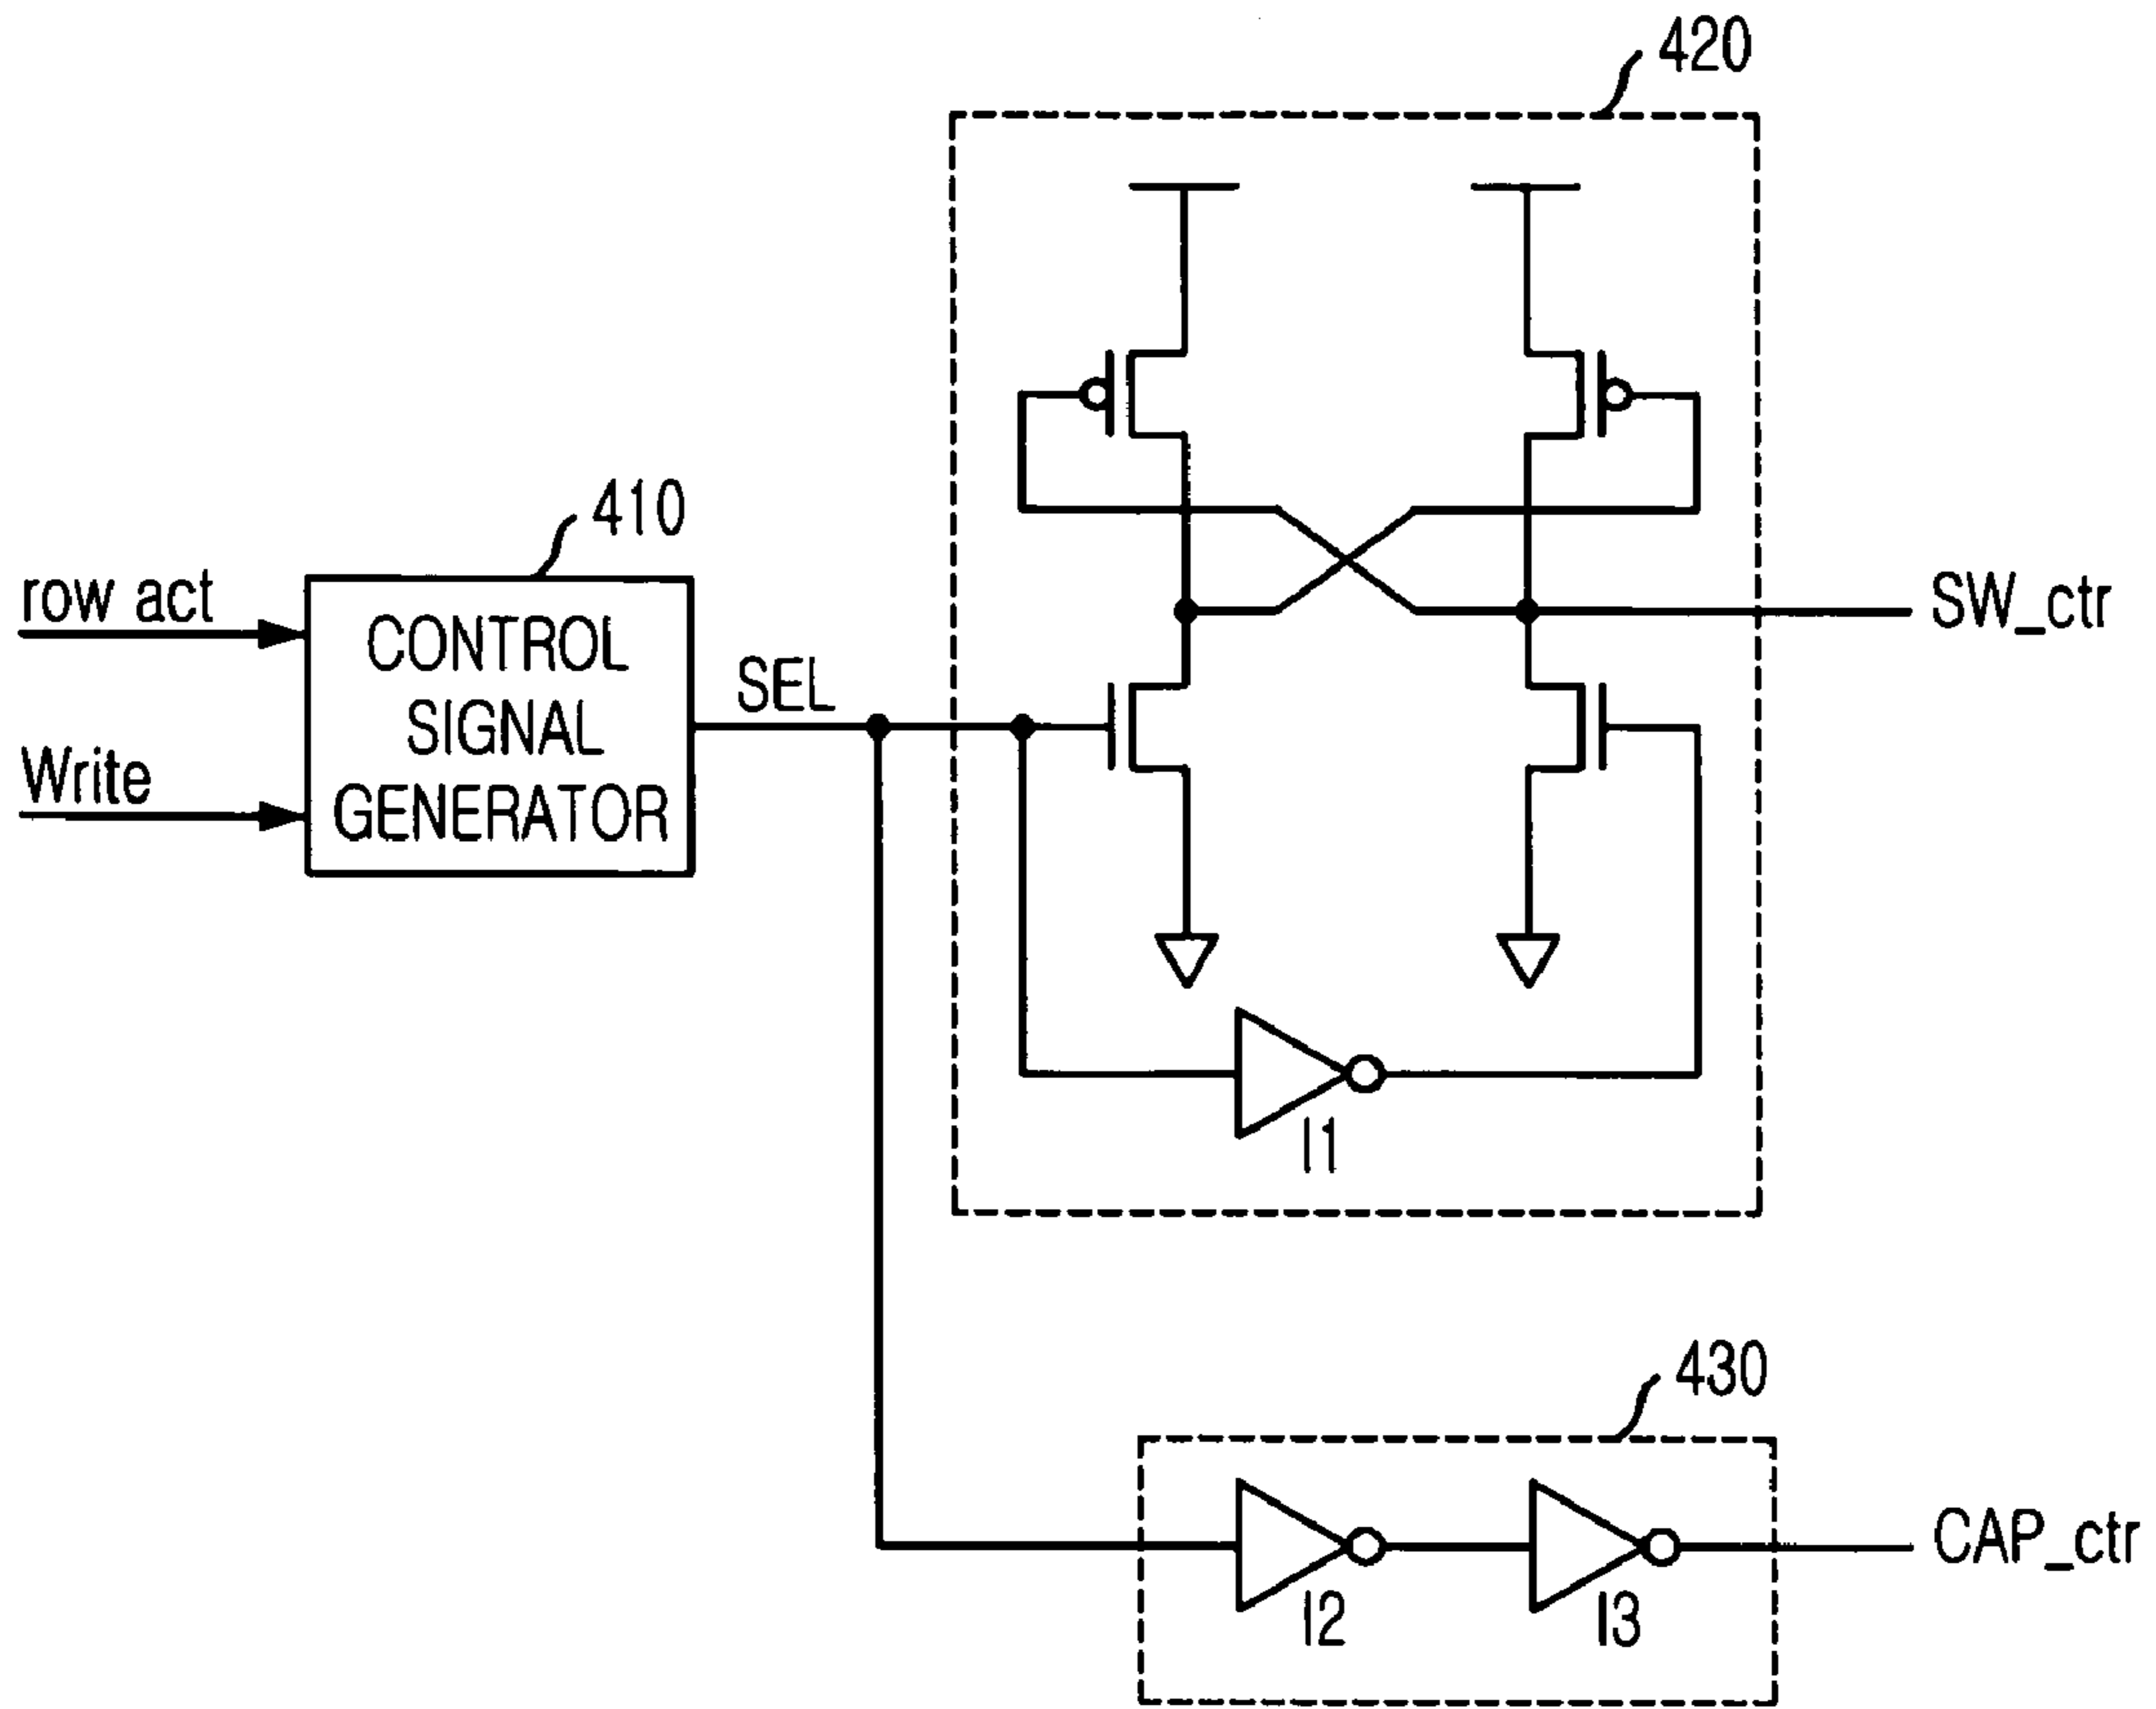 420
410
row act
CONTROL
SIGNAL
GENERATOR
Write
SEL
SW_ctr
I1
430
CAP_ctr
I2
I3